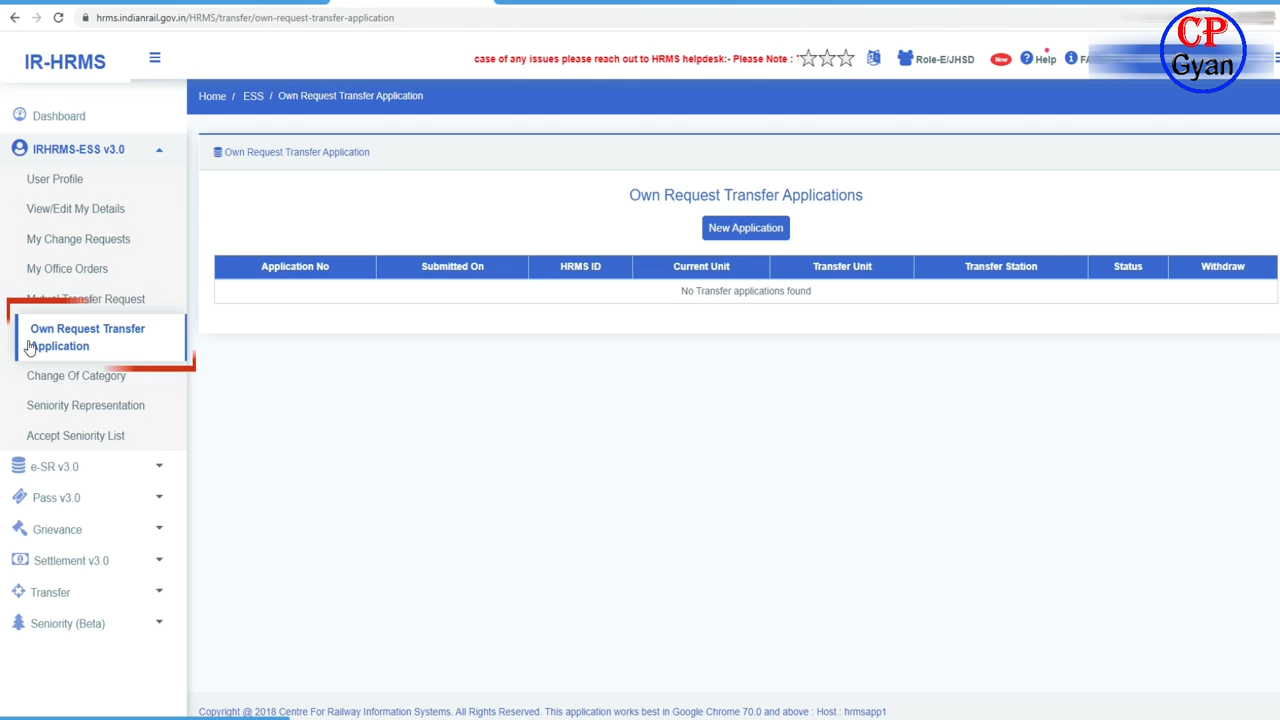 hrms.indianrail.gov.in/HRMS/transfer/own-request-transfer-application
IR-HRMS
case of any issues please reach out to HRMS helpdesk:- Please Note : '
Role-E/JHSD
New
Help
FA
CP
Gyan
Home / ESS / Own Request Transfer Application
Dashboard
IRHRMS-ESS v3.0
User Profile
View/Edit My Details
My Change Requests
My Office Orders
Mutual Transfer Request
Own Request Transfer
Application
Change Of Category
Seniority Representation
Accept Seniority List
e-SR v3.0
Pass v3.0
Grievance
Settlement v3.0
Transfer
Seniority (Beta)
Own Request Transfer Application
Own Request Transfer Applications
New Application
Application No Submitted On HRMS ID Current Unit Transfer Unit Transfer Station Status Withdraw
No Transfer applications found
Copyright @ 2018 Centre For Railway Information Systems. All Rights Reserved. This application works best in Google Chrome 70.0 and above : Host : hrmsapp1